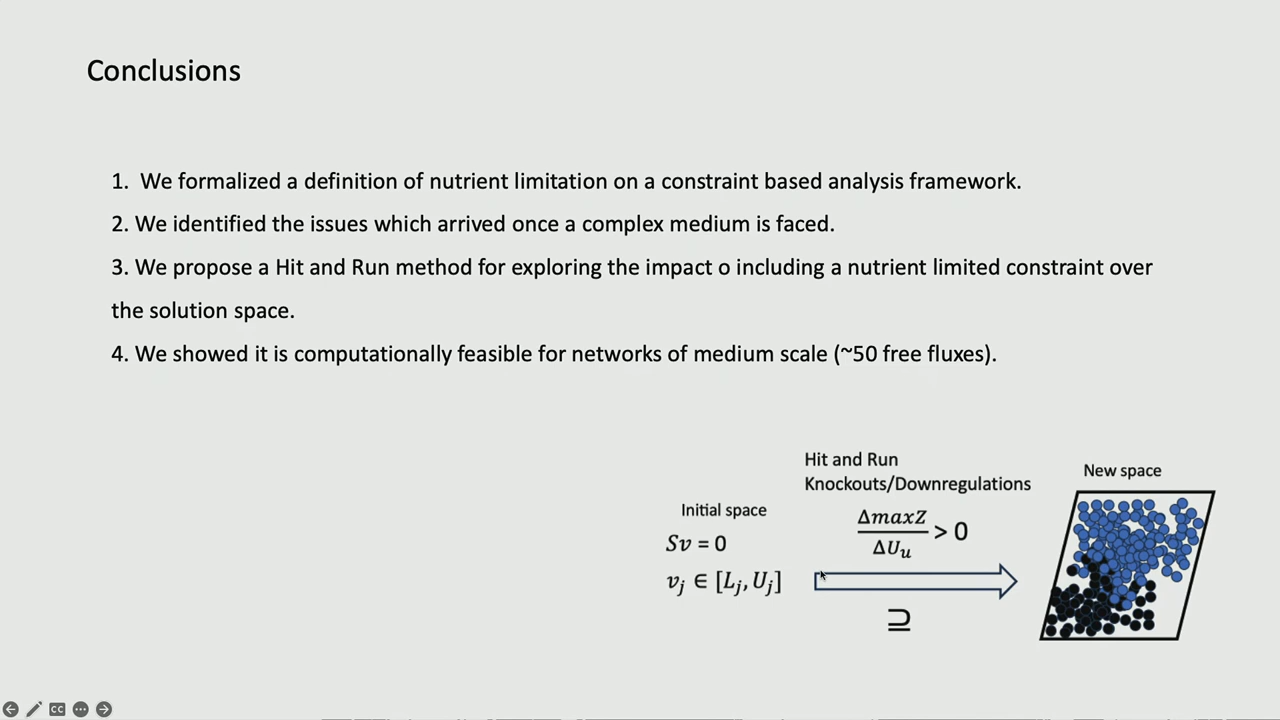 Conclusions
1. We formalized a definition of nutrient limitation on a constraint based analysis framework.
2. We identified the issues which arrived once a complex medium is faced.
3. We propose a Hit and Run method for exploring the impact o including a nutrient limited constraint over
the solution space.
4. We showed it is computationally feasible for networks of medium scale (~50 free fluxes).
Initial space
Sv = 0
v_j ∈ [L_j, U_j]
Hit and Run
Knockouts/Downregulations
ΔmaxZ
ΔU_u
> 0
⊇
New space
CC